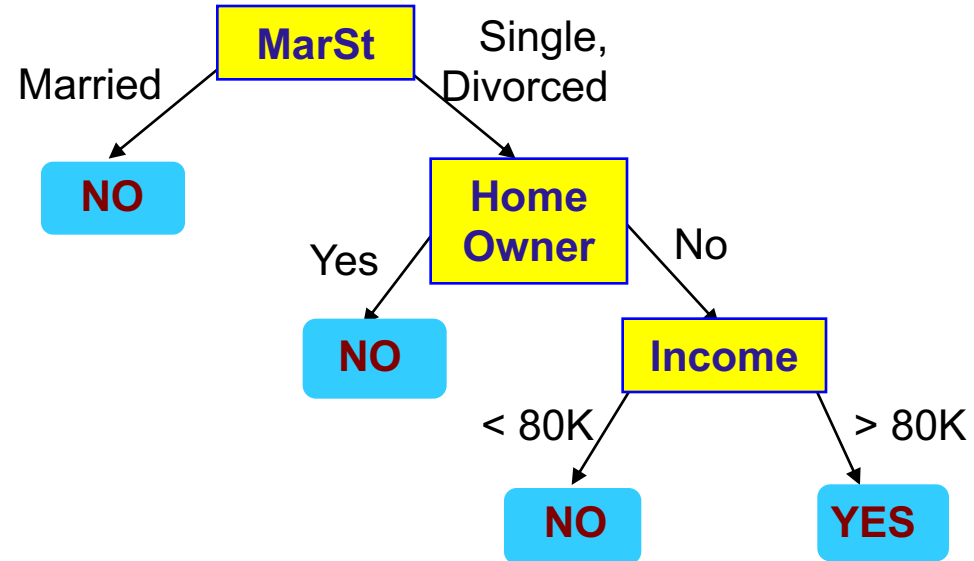 MarSt
Single,
Divorced
Married
NO
Home
Owner
Yes
No
NO
Income
< 80K
> 80K
NO
YES